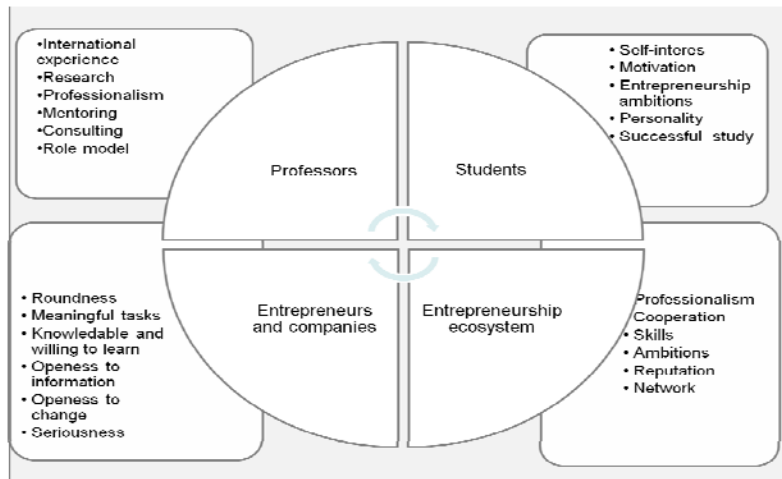 •International
experience
•Research
•Professionalism
•Mentoring
•Consulting
•Role model
• Self-interes
• Motivation
• Entrepreneurship
ambitions
• Personality
• Successful study
Professors
Students
Entrepreneurs
and companies
Entrepreneurship
ecosystem
• Roundness
• Meaningful tasks
• Knowledable and
willing to learn
• Openess to
information
• Openess to
change
• Seriousness
Professionalism
Cooperation
• Skills
• Ambitions
• Reputation
• Network